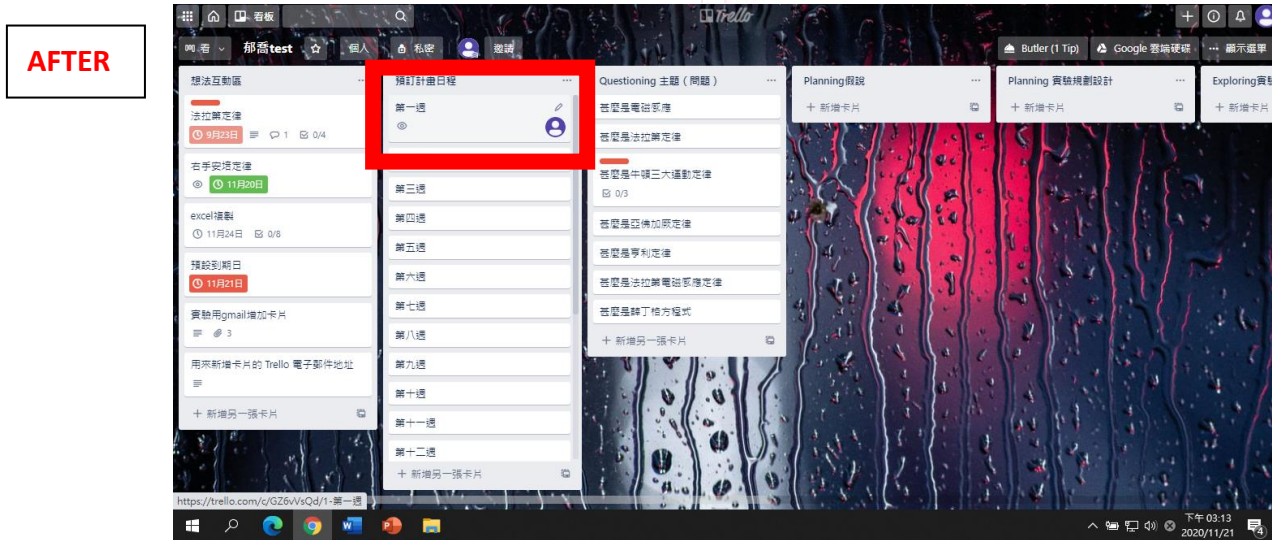 AFTER
看板
Trello
看
郁喬test
個人
私密
邀請
Butler (1 Tip)
Google 雲端硬碟
顯示選單
想法互動區
法拉第定律
9月23日 1 0/4
右手安培定律
11月20日
excel複製
11月24日 0/8
預設到期日
11月21日
實驗用gmail增加卡片
3
用來新增卡片的 Trello 電子郵件地址
新增另一張卡片
預訂計畫日程
第一週
第三週
第四週
第五週
第六週
第七週
第八週
第九週
第十週
第十一週
第十二週
新增另一張卡片
Questioning 主題 ( 問題 )
甚麼是電磁感應
甚麼是法拉第定律
甚麼是牛頓三大運動定律
0/3
甚麼是亞佛加厥定律
甚麼是亨利定律
甚麼是法拉第電磁感應定律
甚麼是薛丁格方程式
新增另一張卡片
Planning假說
新增卡片
Planning 實驗規劃設計
新增卡片
Exploring實驗
新增卡片
https://trello.com/c/GZ6vVsQd/1-第一週
下午 03:13
2020/11/21
4